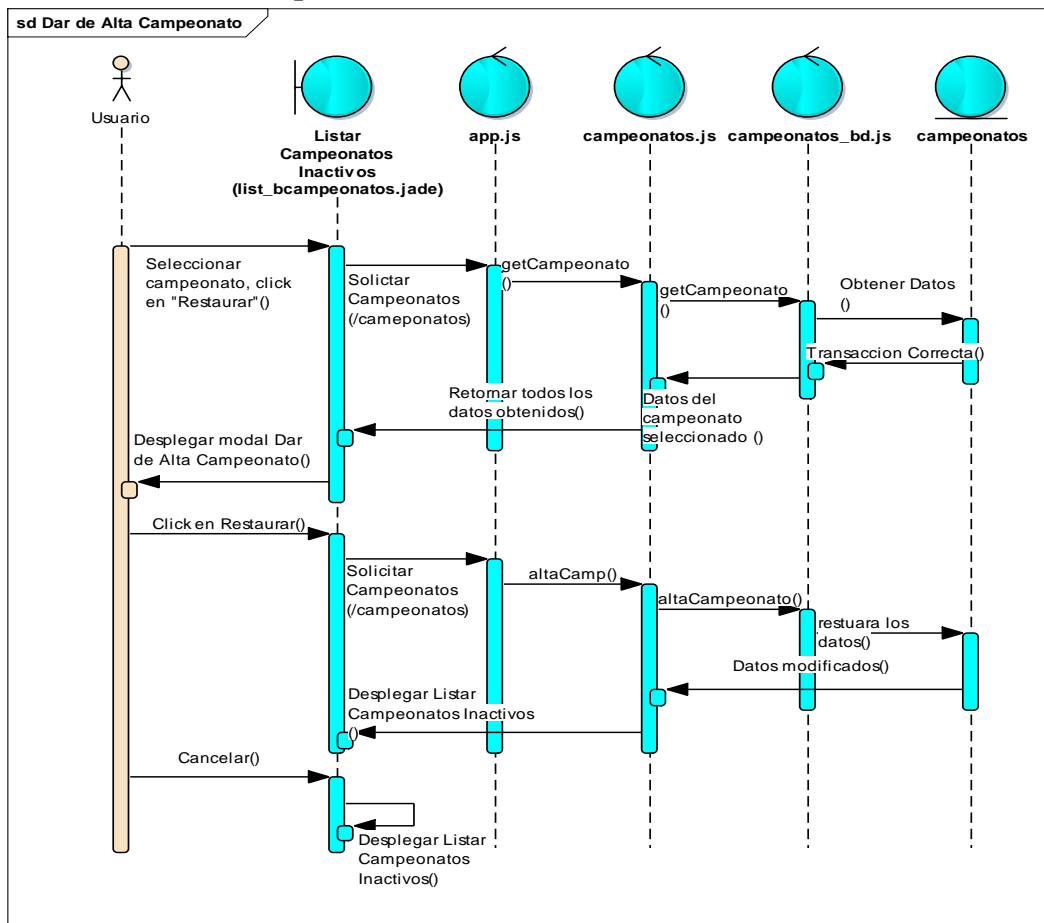 sd Dar de Alta Campeonato
Usuario
Listar
Campeonatos
Inactivos
(list_bcampeonatos.jade)
app.js
campeonatos.js
campeonatos_bd.js
campeonatos
Seleccionar
campeonato, click
en "Restaurar"()
Solictar
Campeonatos
(/cameponatos)
getCampeonato
()
getCampeonato
()
Obtener Datos
()
Transaccion Correcta()
Datos del
campeonato
seleccionado ()
Retornar todos los
datos obtenidos()
Desplegar modal Dar
de Alta Campeonato()
Click en Restaurar()
Solicitar
Campeonatos
(/campeonatos)
altaCamp()
altaCampeonato()
restuara los
datos()
Datos modificados()
Desplegar Listar
Campeonatos Inactivos
()
Cancelar()
Desplegar Listar
Campeonatos
Inactivos()